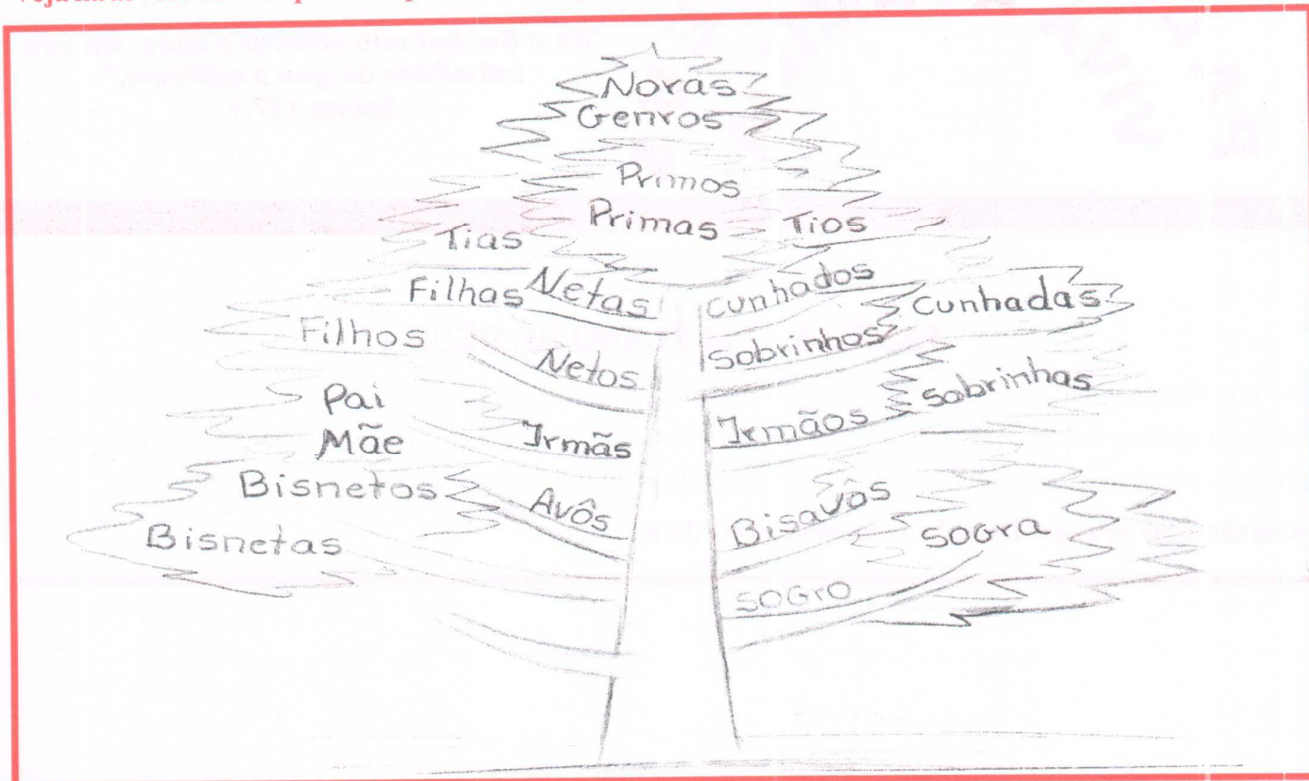 Noras
Genros
Primos
Primas
Tias
Tios
Filhas
Netas
Cunhados
Cunhadas
Filhos
Netos
Sobrinhos
Sobrinhas
Pai
Mãe
Irmãs
Irmãos
Bisnetos
Avôs
Bisavôs
SOGRA
Bisnetas
SOGRO